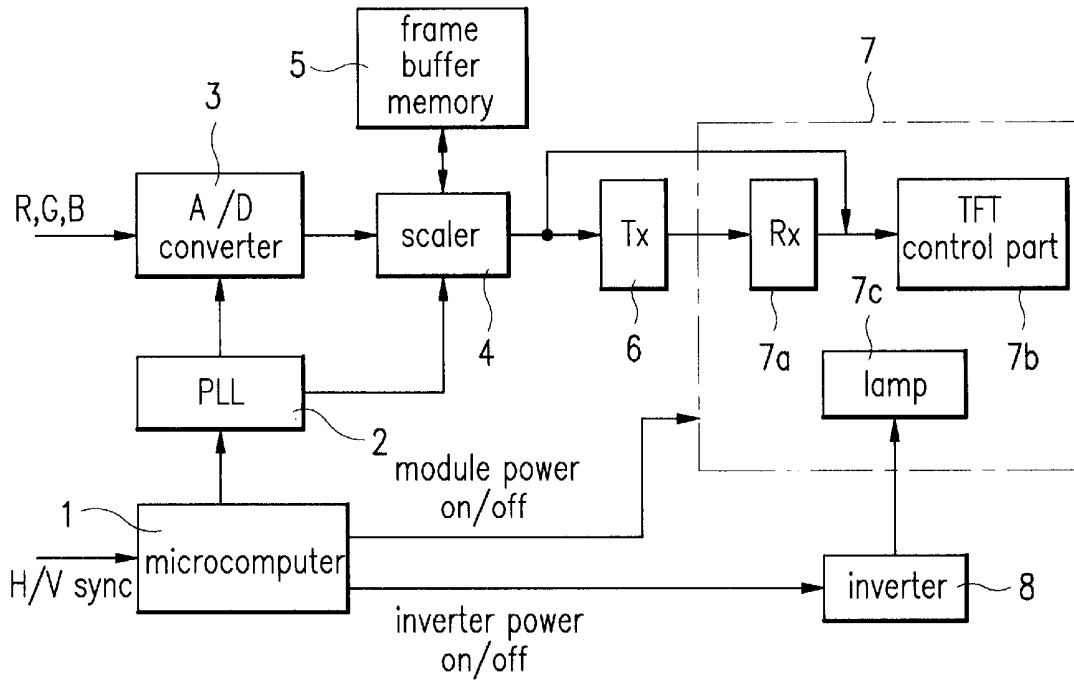 frame
buffer
memory
5
7
3
R,G,B
A/D
converter
scaler
Tx
Rx
TFT
control part
4
6
7a
7c
7b
PLL
lamp
2
module power
on/off
1
microcomputer
H/V sync
inverter
8
inverter power
on/off